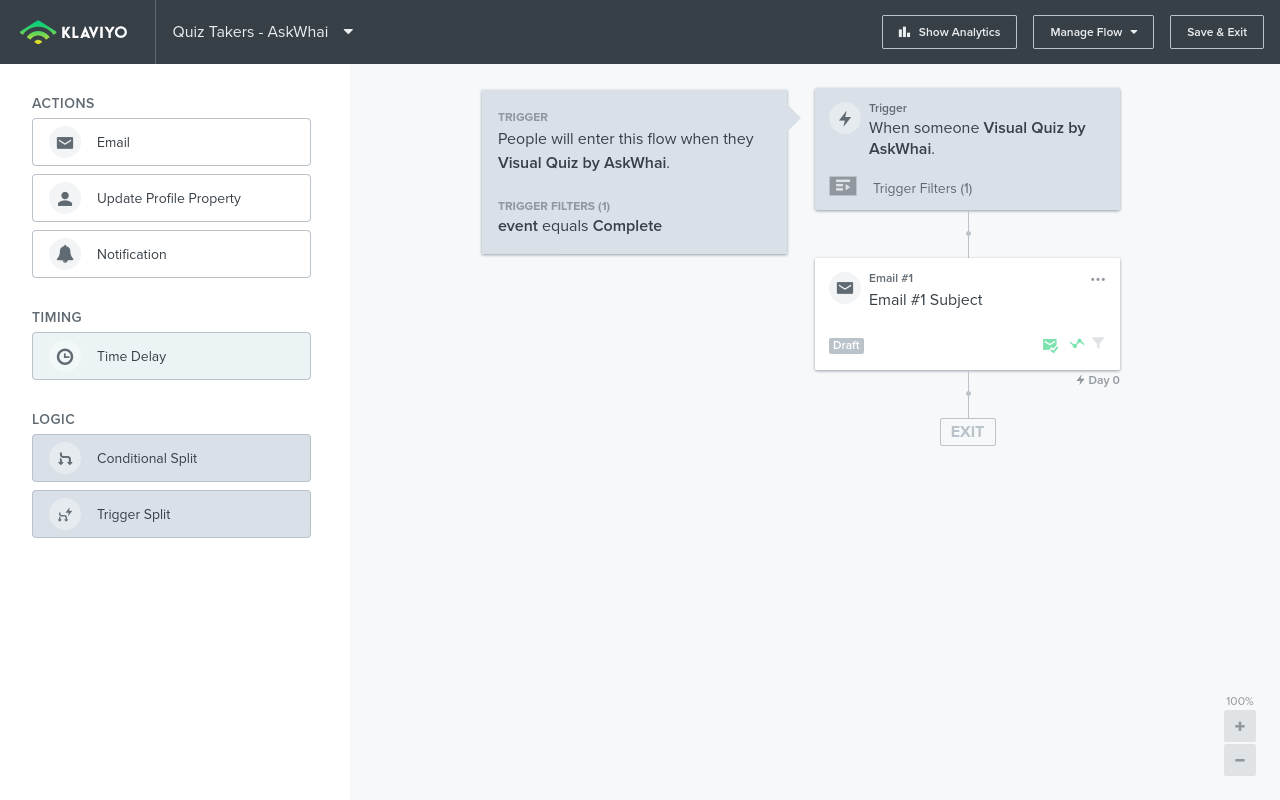 KLAVIYO
Quiz Takers - AskWhai
Show Analytics
Manage Flow
Save & Exit
ACTIONS
Email
Update Profile Property
Notification
TIMING
Time Delay
LOGIC
Conditional Split
Trigger Split
TRIGGER
People will enter this flow when they
Visual Quiz by AskWhai.
TRIGGER FILTERS (1)
event equals Complete
Trigger
When someone Visual Quiz by
AskWhai.
Trigger Filters (1)
Email #1
Email #1 Subject
Draft
Day 0
EXIT
100%
+
−